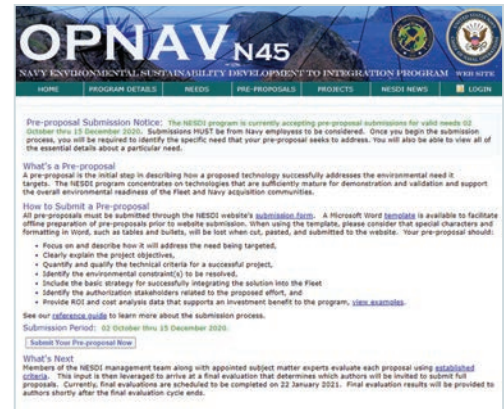 OPNAV N45
NAVY ENVIRONMENTAL SUSTAINABILITY DEVELOPMENT TO INTEGRATION PROGRAM WEB SITE
HOME PROGRAM DETAILS NEEDS PRE-PROPOSALS PROJECTS NESDI NEWS LOGIN
Pre-proposal Submission Notice: The NESDI program is currently accepting pre-proposal submissions for valid needs 02
October thru 15 December 2020. Submissions MUST be from Navy employess to be considered. Once you begin the submission
process, you will be required to identify the specific need that your pre-proposal seeks to address. You will also be able to view all of
the essential details about a particular need.
What's a Pre-proposal
A pre-proposal is the initial step in describing how a proposed technology successfully addresses the environmental need it
targets. The NESDI program concentrates on technologies that are sufficiently mature for demonstration and validation and support
the overall environmental readiness of the Fleet and Navy acquisition communities.
How to Submit a Pre-proposal
All pre-proposals must be submitted through the NESDI website's submission form. A Microsoft Word template is available to facilitate
offline preparation of pre-proposals prior to website submission. When using the template, please consider that special characters and
formatting in Word, such as tables and bullets, will be lost when cut, pasted, and submitted to the website. Your pre-proposal should:
• Focus on and describe how it will address the need being targeted,
• Clearly explain the project objectives,
• Quantify and qualify the technical criteria for a successful project,
• Identify the environmental constraint(s) to be resolved,
• Include the basic strategy for successfully integrating the solution into the Fleet
• Identify the authorization stakeholders related to the proposed effort, and
• Provide ROI and cost analysis data that supports an investment benefit to the program, view examples.
See our reference guide to learn more about the submission process.
Submission Period: 02 October thru 15 December 2020.
Submit Your Pre-proposal Now
What's Next
Members of the NESDI management team along with appointed subject matter experts evaluate each proposal using established
criteria. This input is then leveraged to arrive at a final evaluation that determines which authors will be invited to submit full
proposals. Currently, final evaluations are scheduled to be completed on 22 January 2021. Final evaluation results will be provided to
authors shortly after the final evaluation cycle ends.